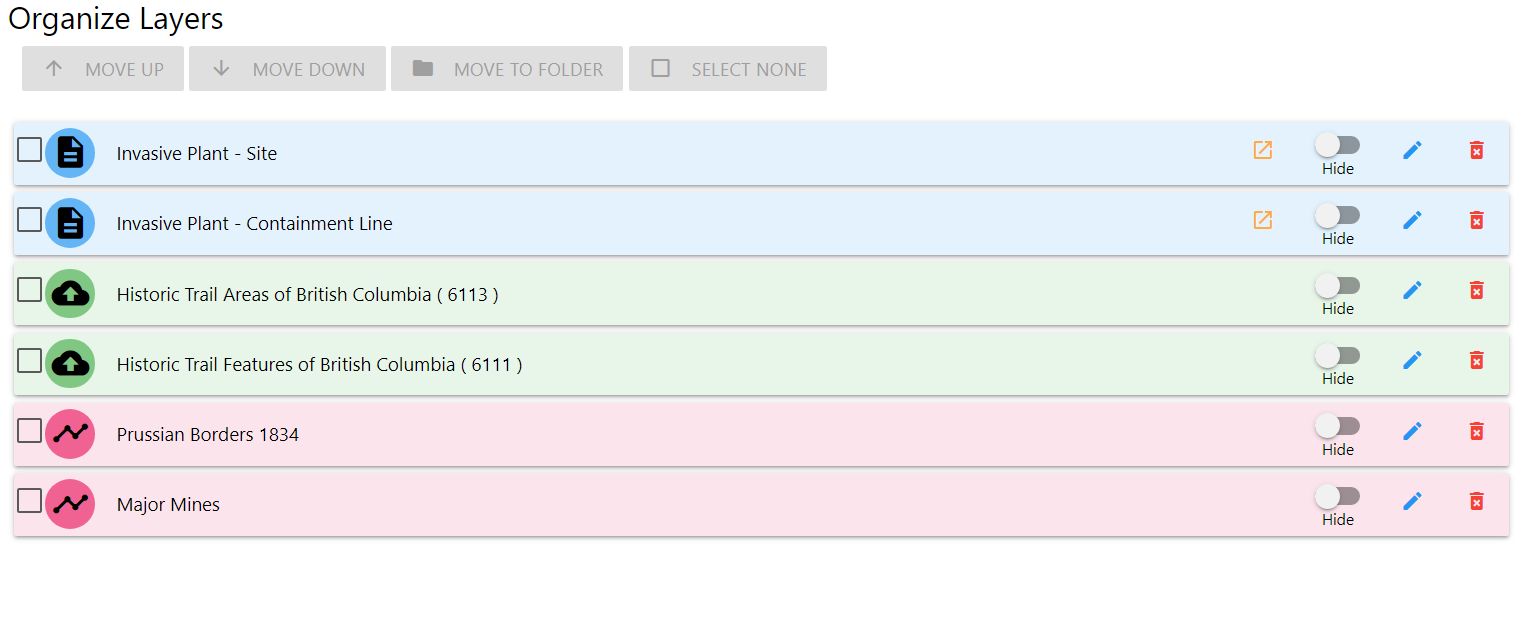 Organize Layers
MOVE UP MOVE DOWN MOVE TO FOLDER SELECT NONE
Invasive Plant - Site
Hide
Invasive Plant - Containment Line
Hide
Historic Trail Areas of British Columbia ( 6113 )
Hide
Historic Trail Features of British Columbia ( 6111 )
Hide
Prussian Borders 1834
Hide
Major Mines
Hide